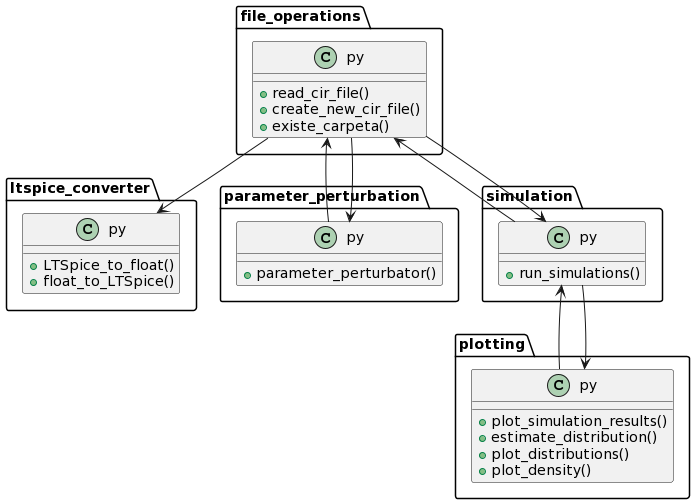 file_operations
C py
read_cir_file()
create_new_cir_file()
existe_carpeta()
ltspice_converter
C py
LTSpice_to_float()
float_to_LTSpice()
parameter_perturbation
C py
parameter_perturbator()
simulation
C py
run_simulations()
plotting
C py
plot_simulation_results()
estimate_distribution()
plot_distributions()
plot_density()